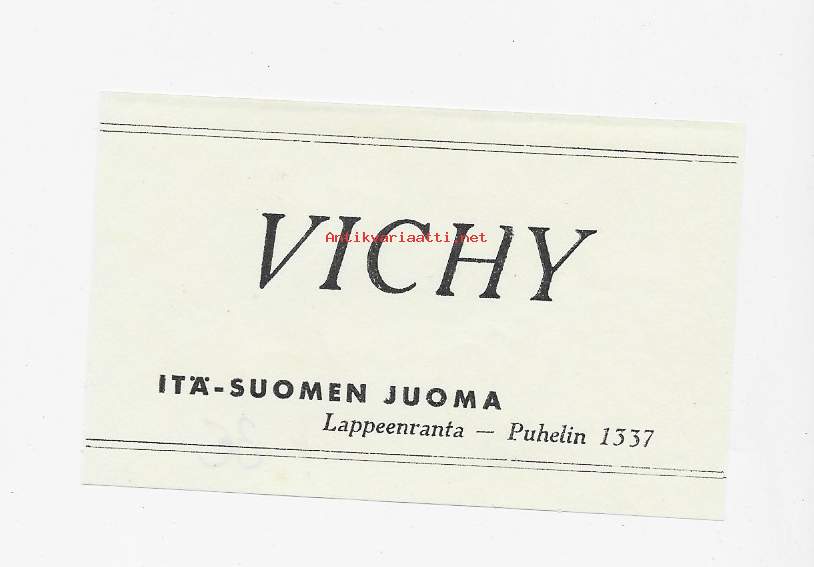 VICHY
Antikvariaatti.net
ITÄ-SUOMEN JUOMA
Lappeenranta — Puhelin 1337